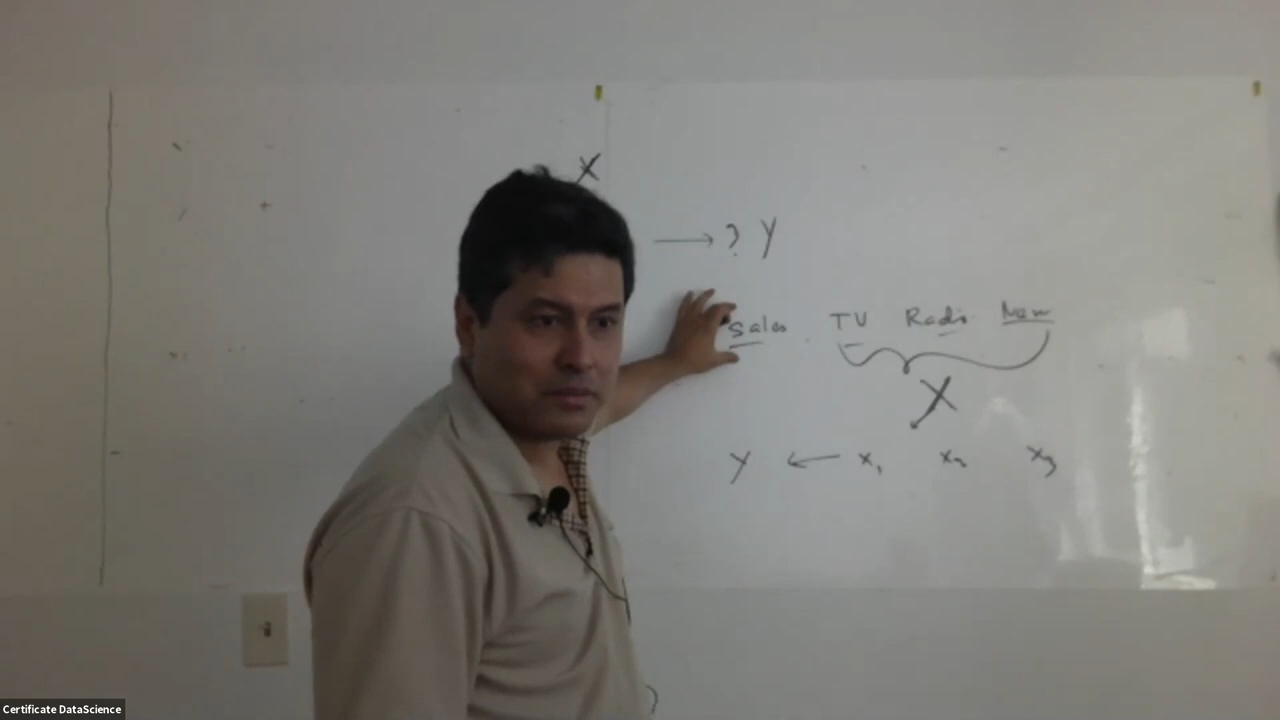 X
→ ? Y
Sales TV Radio New
X
y ← x₁ x₂ x₃
Certificate DataScience